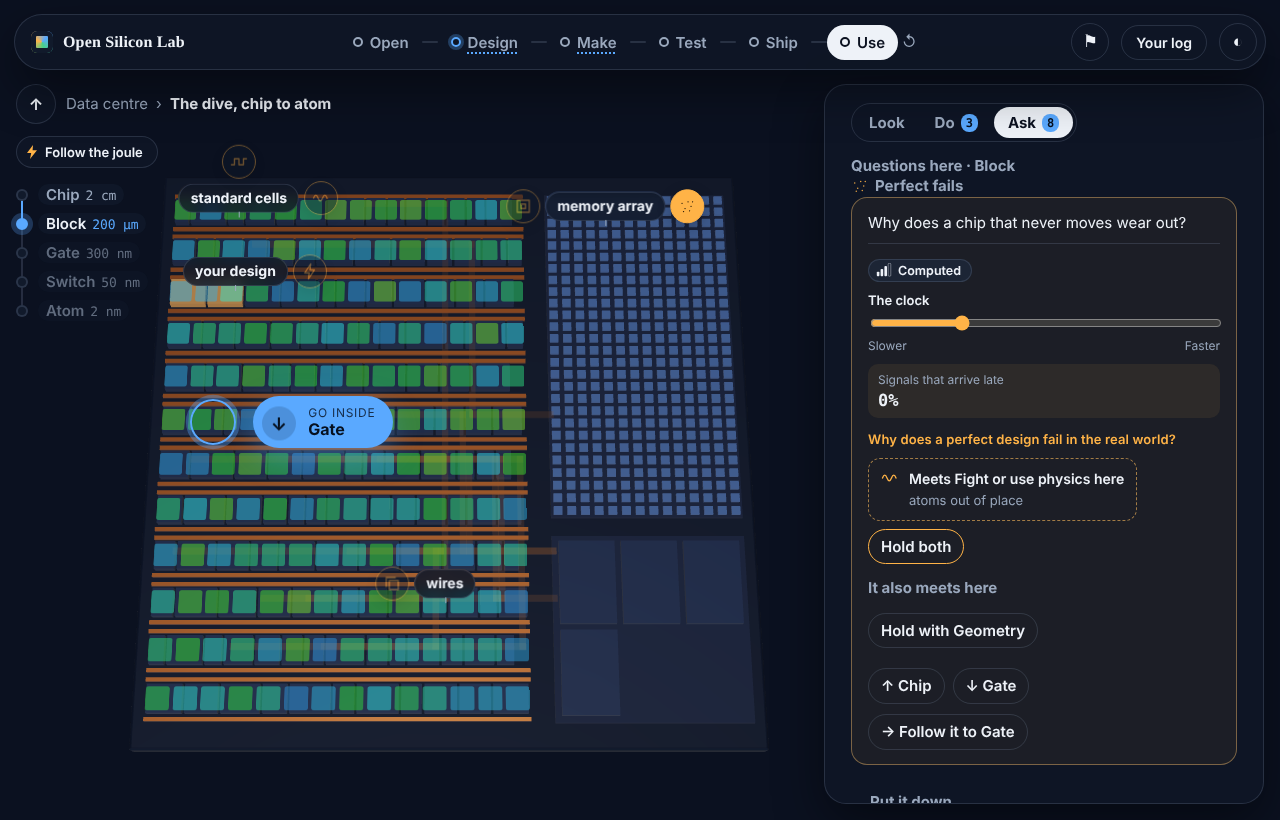 Open Silicon Lab
Open
Design
Make
Test
Ship
Use
Your log
Data centre › The dive, chip to atom
Follow the joule
Chip 2 cm
Block 200 µm
Gate 300 nm
Switch 50 nm
Atom 2 nm
standard cells
memory array
your design
GO INSIDE
Gate
wires
Look
Do 3
Ask 8
Questions here · Block
Perfect fails
Why does a chip that never moves wear out?
Computed
The clock
Slower
Faster
Signals that arrive late
0%
Why does a perfect design fail in the real world?
Meets Fight or use physics here
atoms out of place
Hold both
It also meets here
Hold with Geometry
↑ Chip
↓ Gate
→ Follow it to Gate
Put it down